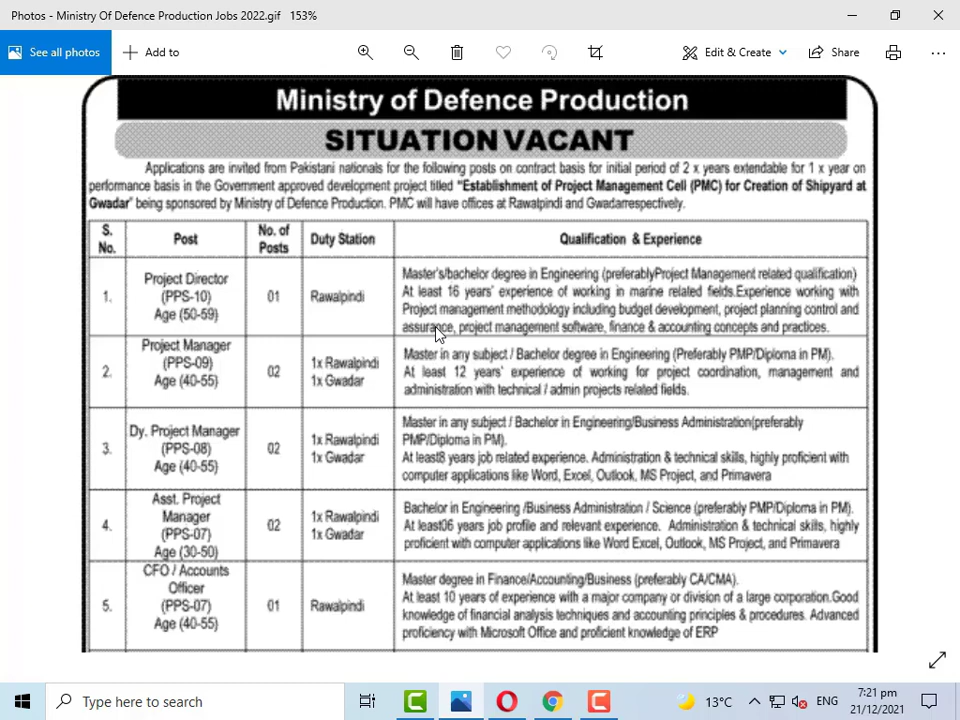 Photos - Ministry Of Defence Production Jobs 2022.gif 153%
See all photos
Add to
Edit & Create
Share
Ministry of Defence Production
SITUATION VACANT
Applications are invited from Pakistani nationals for the following posts on contract basis for initial period of 2 x years extendable for 1 x year on
performance basis in the Government approved development project titled "Establishment of Project Management Cell (PMC) for Creation of Shipyard at
Gwadar" being sponsored by Ministry of Defence Production. PMC will have offices at Rawalpindi and Gwadarrespectively.
S. No.
Post
No. of Posts
Duty Station
Qualification & Experience
1.
Project Director
(PPS-10)
Age (50-59)
01
Rawalpindi
Master's/bachelor degree in Engineering (preferablyProject Management related qualification)
At least 16 years' experience of working in marine related fields.Experience working with
Project management methodology including budget development, project planning control and
assurance, project management software, finance & accounting concepts and practices.
2.
Project Manager
(PPS-09)
Age (40-55)
02
1x Rawalpindi
1x Gwadar
Master in any subject / Bachelor degree in Engineering (Preferably PMP/Diploma in PM).
At least 12 years' experience of working for project coordination, management and
administration with technical / admin projects related fields.
3.
Dy. Project Manager
(PPS-08)
Age (40-55)
02
1x Rawalpindi
1x Gwadar
Master in any subject / Bachelor in Engineering/Business Administration(preferably
PMP/Diploma in PM).
At least8 years job related experience. Administration & technical skills, highly proficient with
computer applications like Word, Excel, Outlook, MS Project, and Primavera
4.
Asst. Project
Manager
(PPS-07)
Age (30-50)
02
1x Rawalpindi
1x Gwadar
Bachelor in Engineering /Business Administration / Science (preferably PMP/Diploma in PM).
At least06 years job profile and relevant experience. Administration & technical skills, highly
proficient with computer applications like Word Excel, Outlook, MS Project, and Primavera
5.
CFO / Accounts
Officer
(PPS-07)
Age (40-55)
01
Rawalpindi
Master degree in Finance/Accounting/Business (preferably CA/CMA).
At least 10 years of experience with a major company or division of a large corporation.Good
knowledge of financial analysis techniques and accounting principles & procedures. Advanced
proficiency with Microsoft Office and proficient knowledge of ERP
Type here to search
13°C
ENG
7:21 pm
21/12/2021